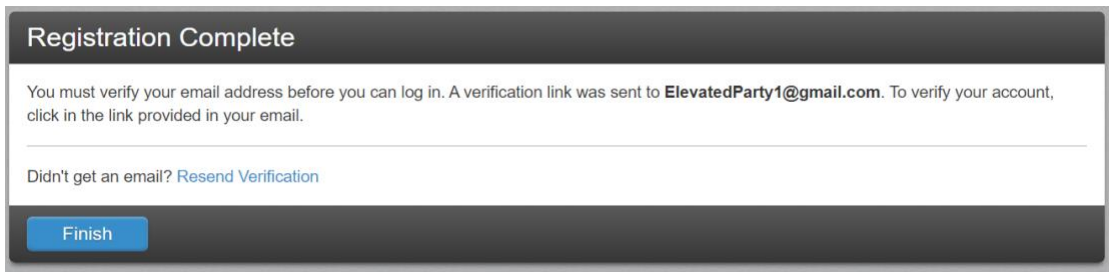 Registration Complete
You must verify your email address before you can log in. A verification link was sent to ElevatedParty1@gmail.com. To verify your account,
click in the link provided in your email.
Didn't get an email? Resend Verification
Finish